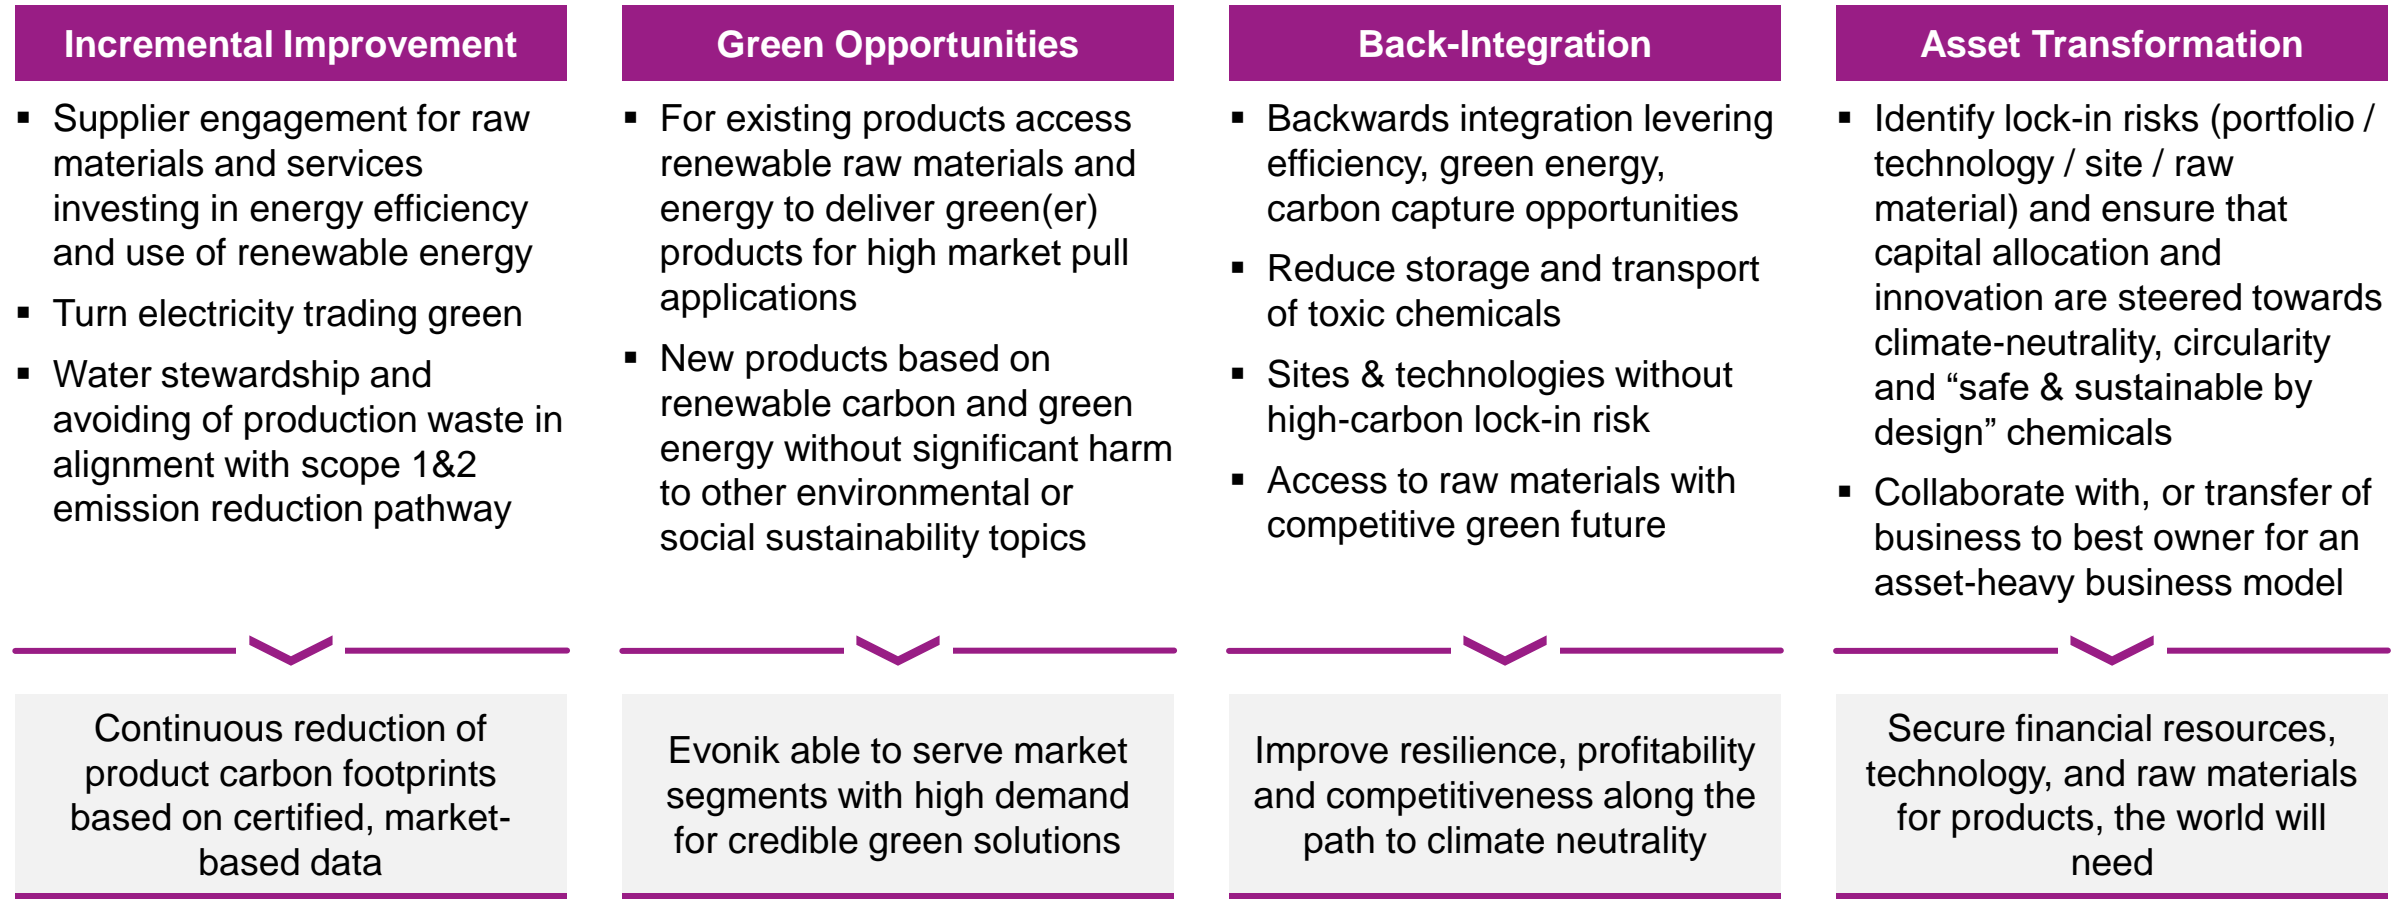 Incremental Improvement
▪ Supplier engagement for raw
materials and services
investing in energy efficiency
and use of renewable energy
▪ Turn electricity trading green
▪ Water stewardship and
avoiding of production waste in
alignment with scope 1&2
emission reduction pathway
Continuous reduction of
product carbon footprints
based on certified, market-
based data
Green Opportunities
▪ For existing products access
renewable raw materials and
energy to deliver green(er)
products for high market pull
applications
▪ New products based on
renewable carbon and green
energy without significant harm
to other environmental or
social sustainability topics
Evonik able to serve market
segments with high demand
for credible green solutions
Back-Integration
▪ Backwards integration levering
efficiency, green energy,
carbon capture opportunities
▪ Reduce storage and transport
of toxic chemicals
▪ Sites & technologies without
high-carbon lock-in risk
▪ Access to raw materials with
competitive green future
Improve resilience, profitability
and competitiveness along the
path to climate neutrality
Asset Transformation
▪ Identify lock-in risks (portfolio /
technology / site / raw
material) and ensure that
capital allocation and
innovation are steered towards
climate-neutrality, circularity
and “safe & sustainable by
design” chemicals
▪ Collaborate with, or transfer of
business to best owner for an
asset-heavy business model
Secure financial resources,
technology, and raw materials
for products, the world will
need